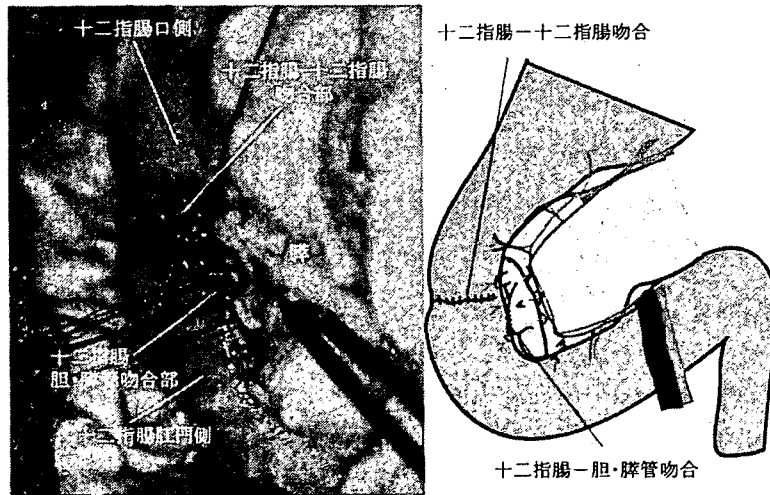 十二指腸口側
十二指腸-十二指腸
吻合部
膵
十二指腸
胆・膵管吻合部
十二指腸肛門側
十二指腸-十二指腸吻合
十二指腸-胆・膵管吻合